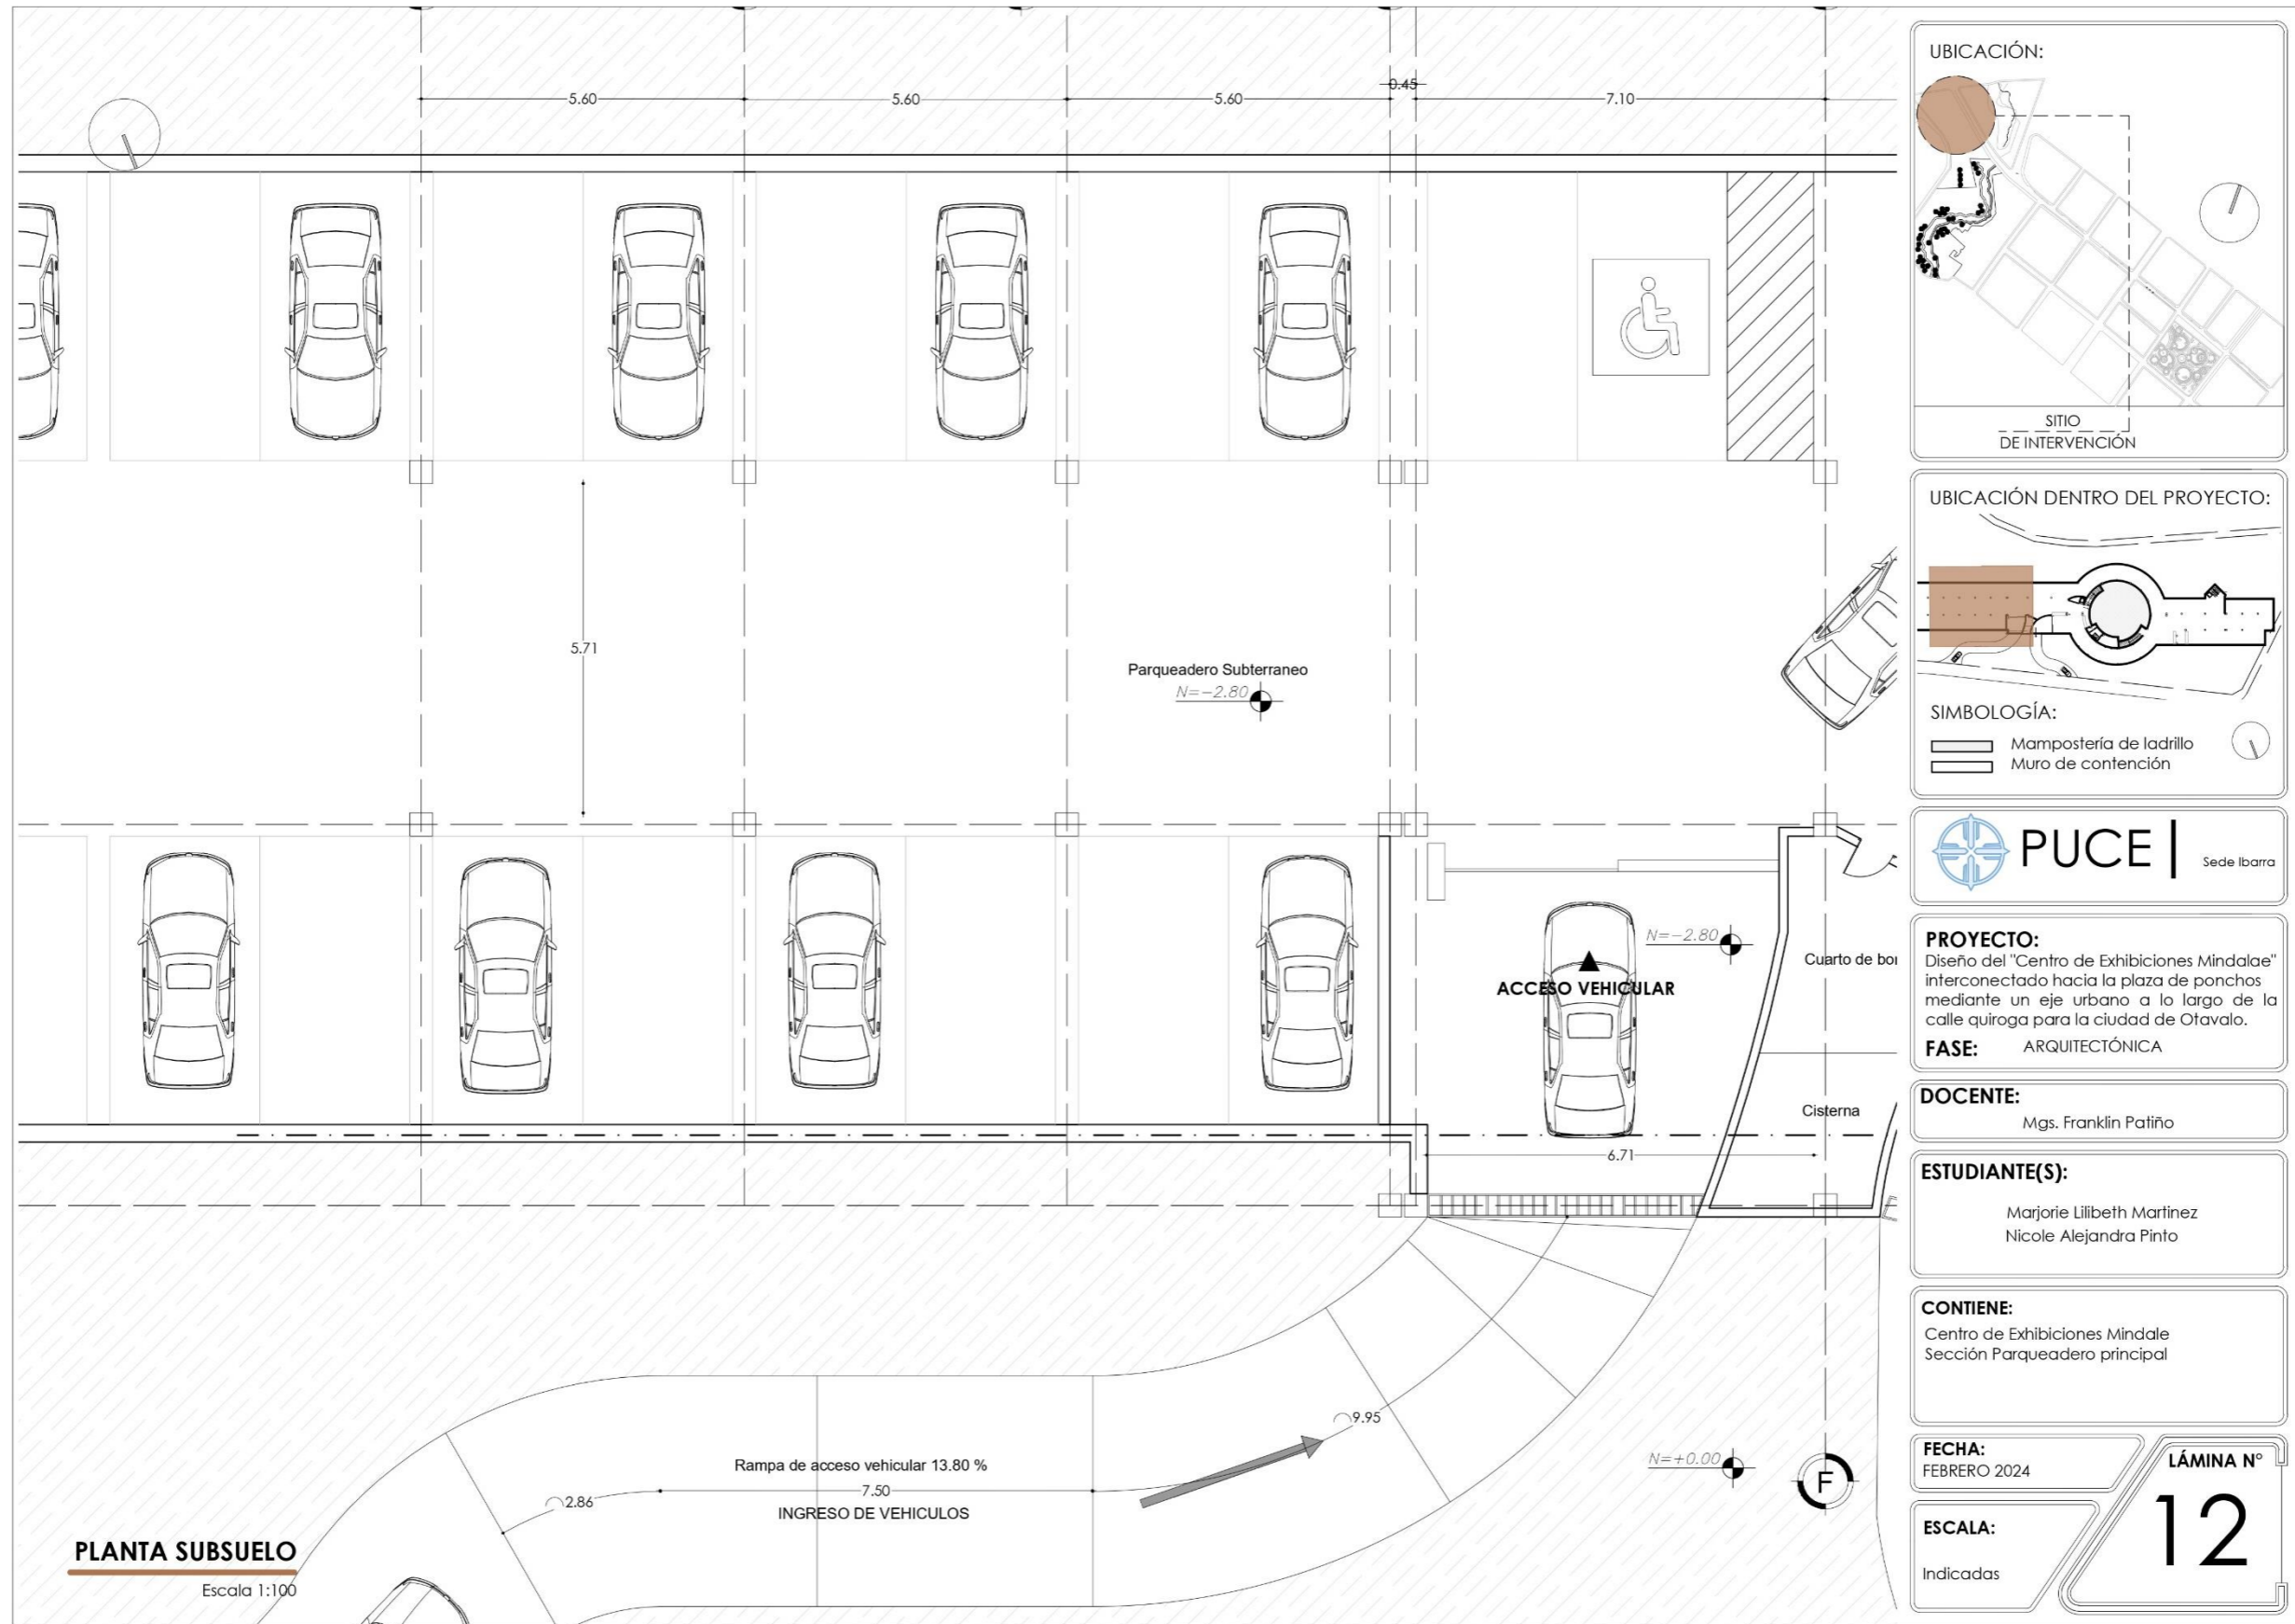 5.60
5.60
5.60
0.45
7.10
5.71
Parqueadero Subterraneo
N=-2.80
N=-2.80
ACCESO VEHICULAR
Cuarto de bo
Cisterna
6.71
9.95
Rampa de acceso vehicular 13.80 %
7.50
2.86
INGRESO DE VEHICULOS
N=+0.00
F
PLANTA SUBSUELO
Escala 1:100
UBICACIÓN:
SITIO
DE INTERVENCIÓN
UBICACIÓN DENTRO DEL PROYECTO:
SIMBOLOGÍA:
Mampostería de ladrillo
Muro de contención
PUCE | Sede Ibarra
PROYECTO:
Diseño del "Centro de Exhibiciones Mindalae"
interconectado hacia la plaza de ponchos
mediante un eje urbano a lo largo de la
calle quiroga para la ciudad de Otavalo.
FASE: ARQUITECTÓNICA
DOCENTE:
Mgs. Franklin Patiño
ESTUDIANTE(S):
Marjorie Lilibeth Martinez
Nicole Alejandra Pinto
CONTIENE:
Centro de Exhibiciones Mindale
Sección Parqueadero principal
FECHA:
FEBRERO 2024
ESCALA:
Indicadas
LÁMINA N°
12